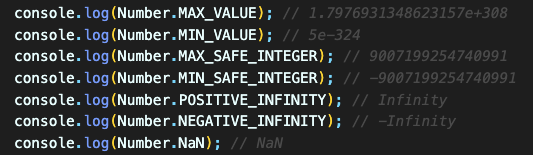 console.log(Number.MAX_VALUE); // 1.7976931348623157e+308
console.log(Number.MIN_VALUE); // 5e-324
console.log(Number.MAX_SAFE_INTEGER); // 9007199254740991
console.log(Number.MIN_SAFE_INTEGER); // -9007199254740991
console.log(Number.POSITIVE_INFINITY); // Infinity
console.log(Number.NEGATIVE_INFINITY); // -Infinity
console.log(Number.NaN); // NaN